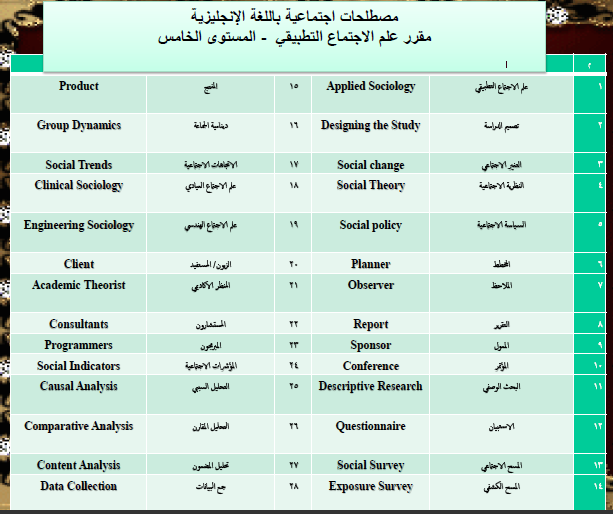 مصطلحات اجتماعية باللغة الإنجليزية
مقرر علم الاجتماع التطبيقي - المستوى الخامس
م ا
١ علم الاجتماع التطبيقي Applied Sociology ١٥ المنتج Product
٢ تصميم الدراسة Designing the Study ١٦ دينامية الجماعة Group Dynamics
٣ التغير الاجتماعي Social change ١٧ الاتجاهات الاجتماعية Social Trends
٤ النظرية الاجتماعية Social Theory ١٨ علم الاجتماع العيادي Clinical Sociology
٥ السياسة الاجتماعية Social policy ١٩ علم الاجتماع الهندسي Engineering Sociology
٦ المخطط Planner ٢٠ الزبون/ المستفيد Client
٧ الملاحظ Observer ٢١ المنظر الأكاديمي Academic Theorist
٨ التقرير Report ٢٢ المستشارون Consultants
٩ الممول Sponsor ٢٣ المبرمجون Programmers
١٠ المؤتمر Conference ٢٤ المؤشرات الاجتماعية Social Indicators
١١ البحث الوصفي Descriptive Research ٢٥ التحليل السببي Causal Analysis
١٢ الاستبيان Questionnaire ٢٦ التحليل المقارن Comparative Analysis
١٣ المسح الاجتماعي Social Survey ٢٧ تحليل المضمون Content Analysis
١٤ المسح الكشفي Exposure Survey ٢٨ جمع البيانات Data Collection